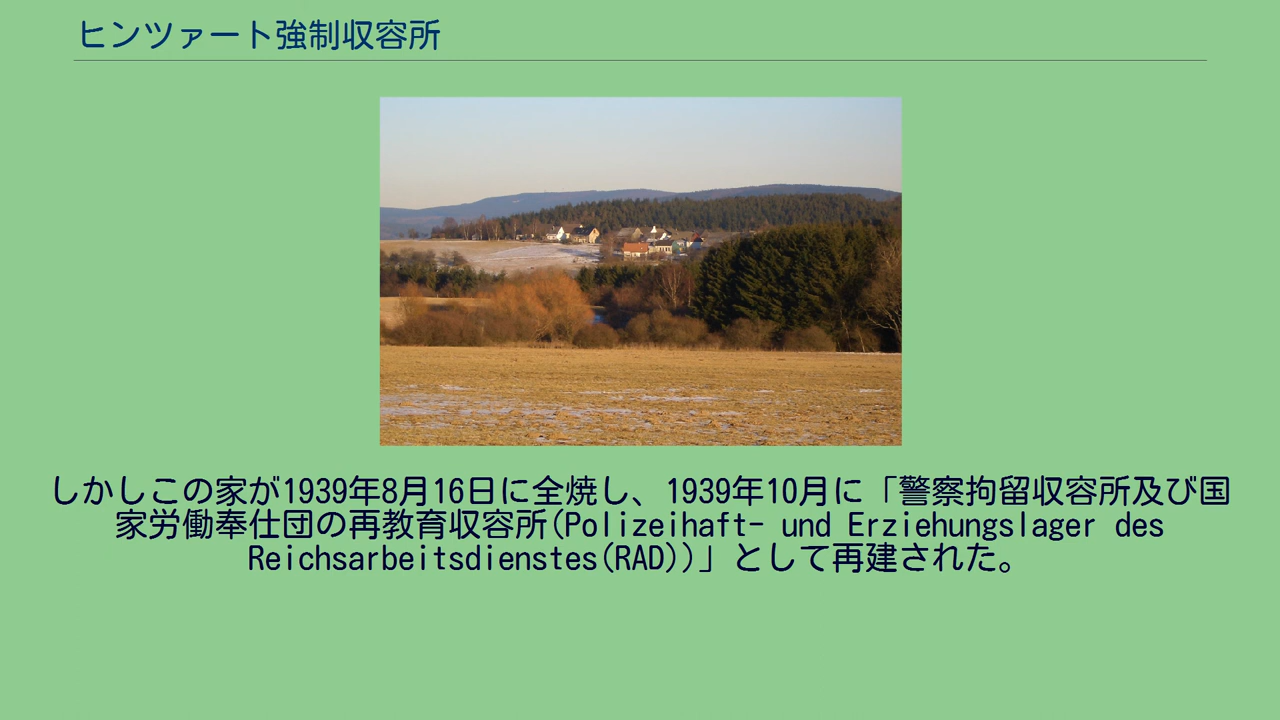 ヒンツァート強制収容所
しかしこの家が1939年8月16日に全焼し、1939年10月に「警察拘留収容所及び国
家労働奉仕団の再教育収容所(Polizeihaft- und Erziehungslager des
Reichsarbeitsdienstes(RAD))」として再建された。